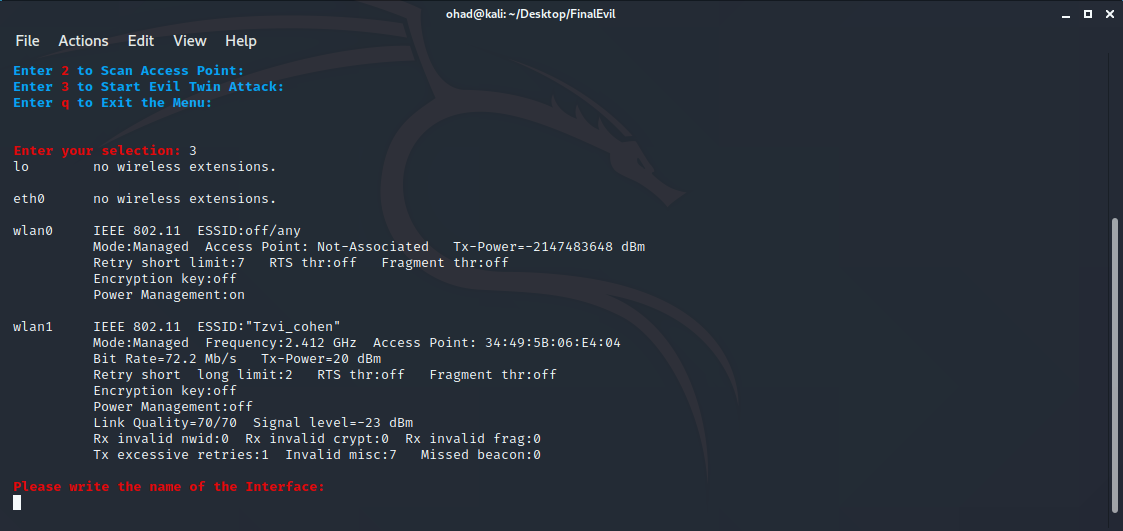 ohad@kali: ~/Desktop/FinalEvil
File Actions Edit View Help
Enter 2 to Scan Access Point:
Enter 3 to Start Evil Twin Attack:
Enter q to Exit the Menu:
Enter your selection: 3
lo        no wireless extensions.
eth0      no wireless extensions.
wlan0     IEEE 802.11  ESSID:off/any
          Mode:Managed  Access Point: Not-Associated   Tx-Power=-2147483648 dBm
          Retry short limit:7   RTS thr:off   Fragment thr:off
          Encryption key:off
          Power Management:on
wlan1     IEEE 802.11  ESSID:"Tzvi_cohen"
          Mode:Managed  Frequency:2.412 GHz  Access Point: 34:49:5B:06:E4:04
          Bit Rate=72.2 Mb/s   Tx-Power=20 dBm
          Retry short  long limit:2   RTS thr:off   Fragment thr:off
          Encryption key:off
          Power Management:off
          Link Quality=70/70  Signal level=-23 dBm
          Rx invalid nwid:0  Rx invalid crypt:0  Rx invalid frag:0
          Tx excessive retries:1  Invalid misc:7   Missed beacon:0
Please write the name of the Interface: